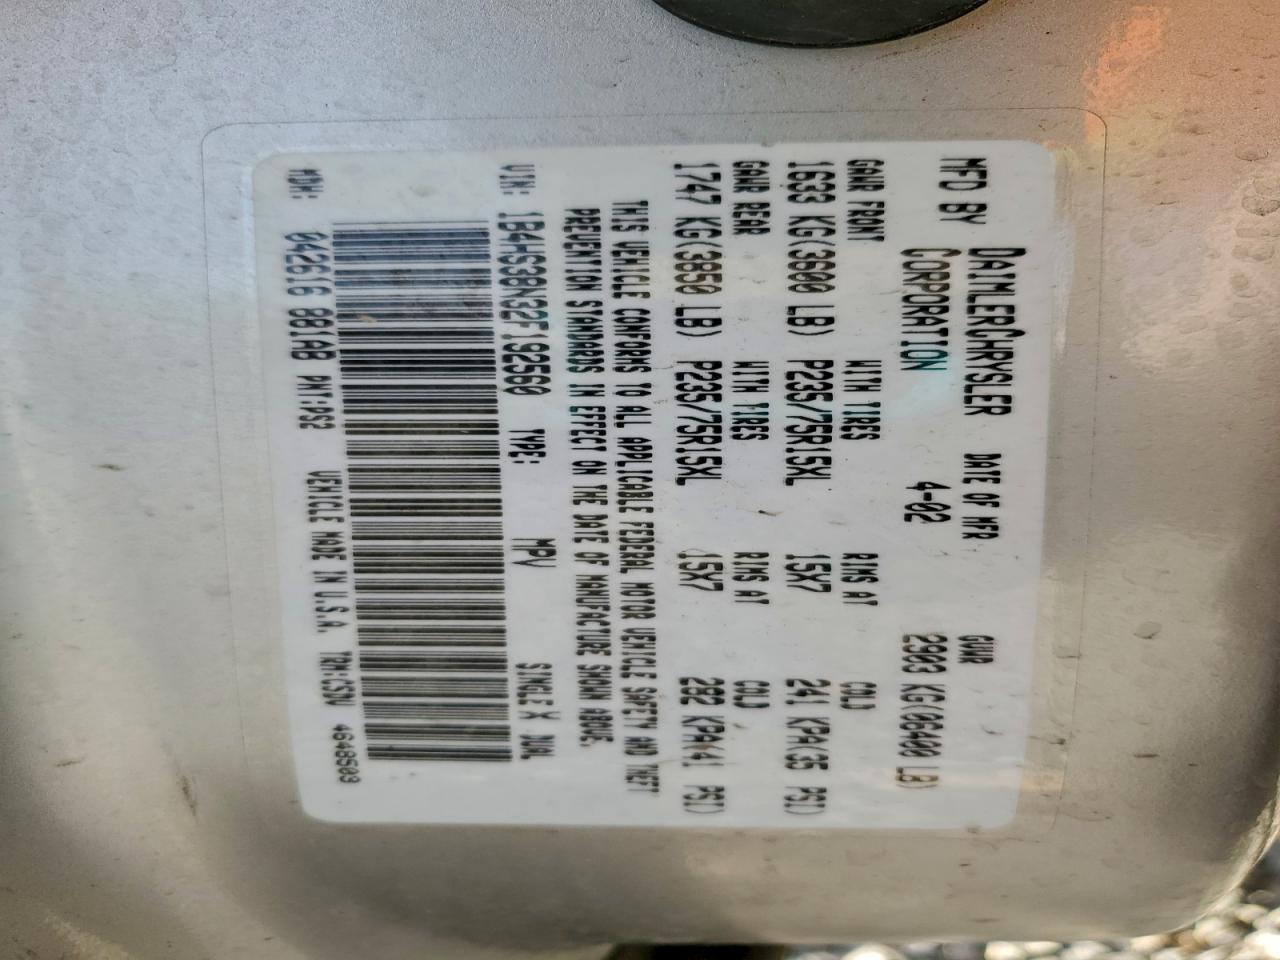 MFD BY DAIMLERCHRYSLER DATE OF MFR GVWR
CORPORATION 4-02 2903 KG(06400 LB)
GAWR FRONT WITH TIRES RIMS AT COLD
1633 KG(3600 LB) P235/75R15XL 15X7 241 KPA(35 PSI)
GAWR REAR WITH TIRES RIMS AT COLD
1747 KG(3850 LB) P235/75R15XL 15X7 282 KPA(41 PSI)
THIS VEHICLE CONFORMS TO ALL APPLICABLE FEDERAL MOTOR VEHICLE SAFETY AND THEFT
PREVENTION STANDARDS IN EFFECT ON THE DATE OF MANUFACTURE SHOWN ABOVE.
VIN: 1B4HS38N32F192560 TYPE: MPV SINGLE X DUAL
MDH: 042616 881AB PNT:PS2 VEHICLE MADE IN U.S.A. 4648509